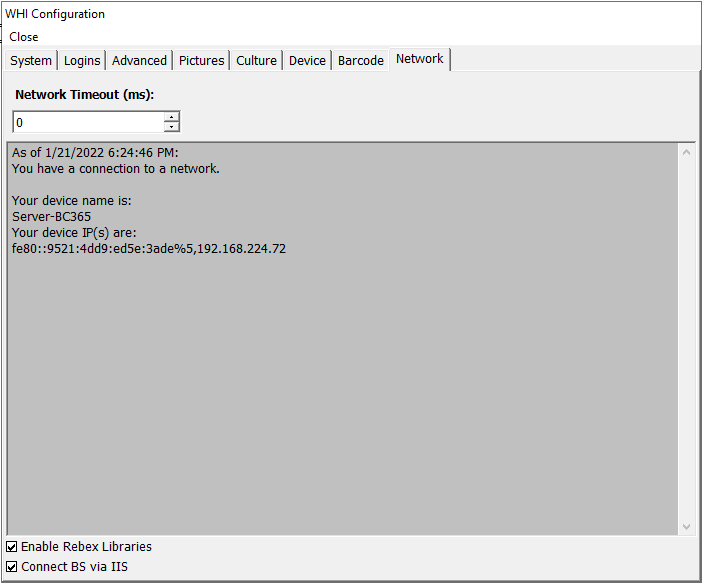 WHI Configuration
Close
System Logins Advanced Pictures Culture Device Barcode Network
Network Timeout (ms):
0
As of 1/21/2022 6:24:46 PM:
You have a connection to a network.
Your device name is:
Server-BC365
Your device IP(s) are:
fe80::9521:4dd9:ed5e:3ade%5,192.168.224.72
Enable Rebex Libraries
Connect BS via IIS